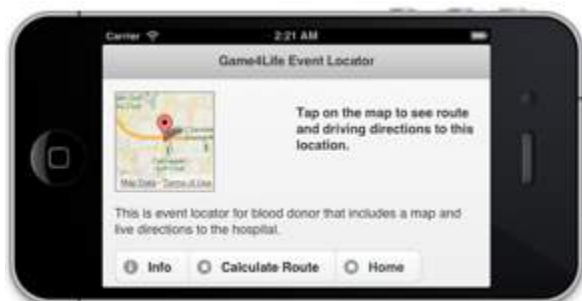 Carrier 2:21 AM
Game4Life Event Locator
Tap on the map to see route
and driving directions to this
location.
Map Data - Terms of Use
This is event locator for blood donor that includes a map and
live directions to the hospital.
Info Calculate Route Home